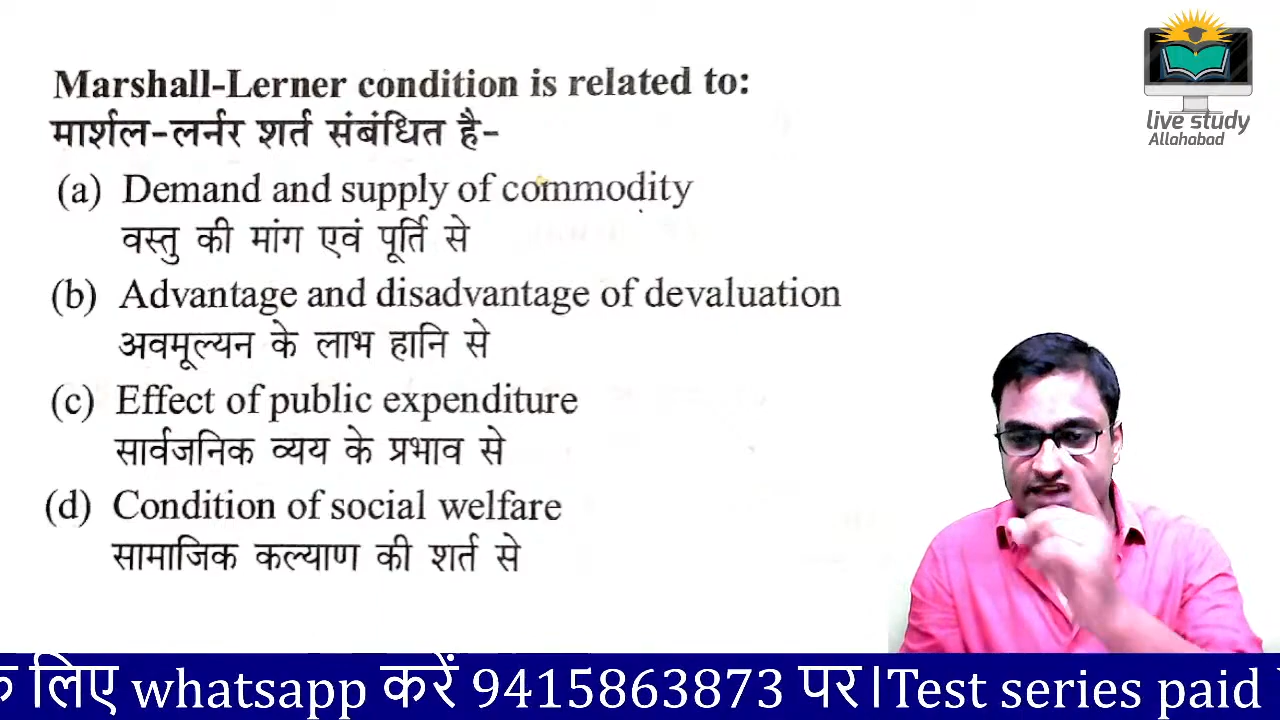 live study
Allahabad
Marshall-Lerner condition is related to:
मार्शल-लर्नर शर्त संबंधित है-
(a) Demand and supply of commodity
वस्तु की मांग एवं पूर्ति से
(b) Advantage and disadvantage of devaluation
अवमूल्यन के लाभ हानि से
(c) Effect of public expenditure
सार्वजनिक व्यय के प्रभाव से
(d) Condition of social welfare
सामाजिक कल्याण की शर्त से
लिए whatsapp करें 9415863873 पर।Test series paid